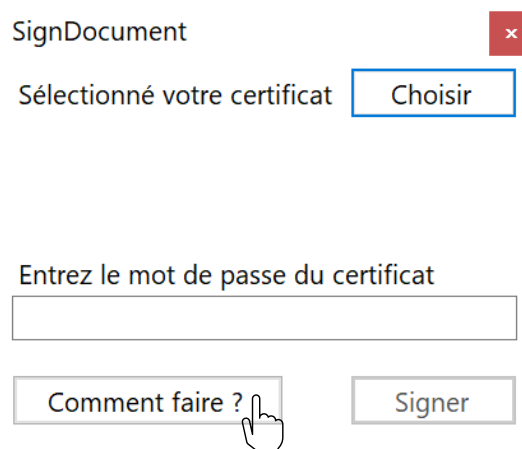 SignDocument
x
Sélectionné votre certificat
Choisir
Entrez le mot de passe du certificat
Comment faire ?
Signer